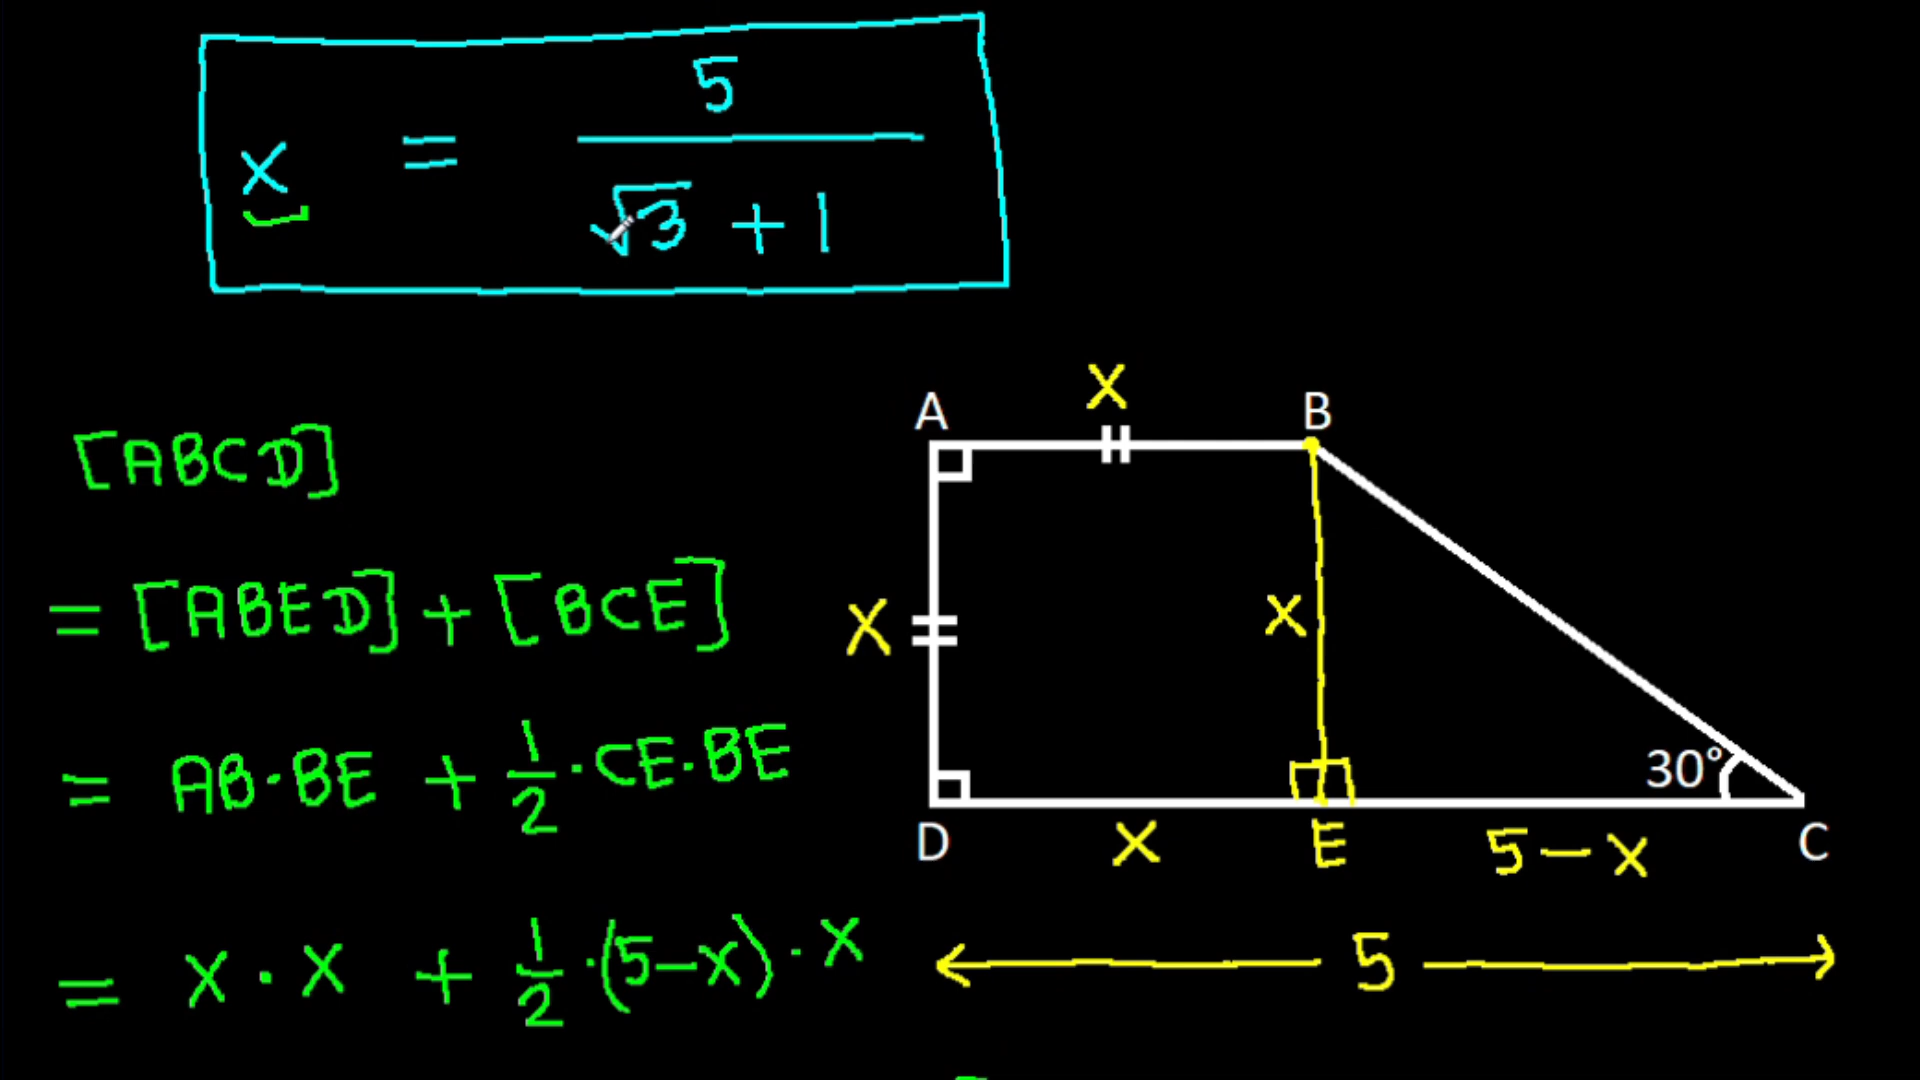 x = 5 / √3 + 1
[ABCD]
= [ABED] + [BCE]
= AB·BE + 1/2·CE·BE
= x·x + 1/2·(5-x)·x
x
A B
x x
30°
D x E 5-x C
5